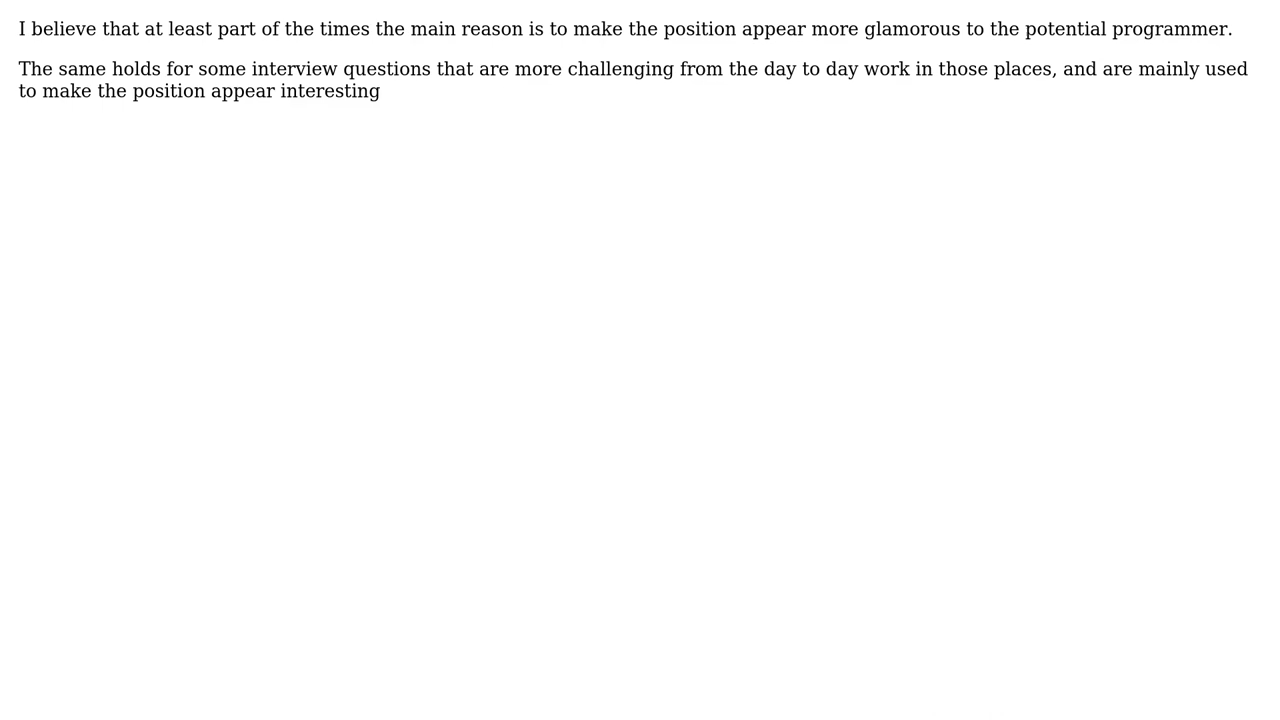 I believe that at least part of the times the main reason is to make the position appear more glamorous to the potential programmer.
The same holds for some interview questions that are more challenging from the day to day work in those places, and are mainly used
to make the position appear interesting